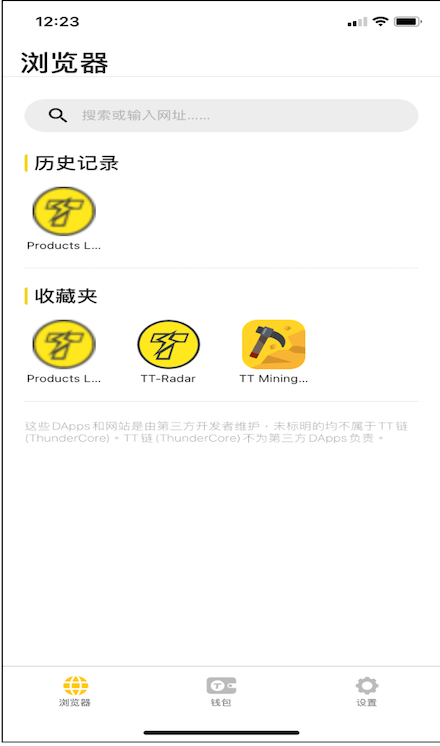 12:23
浏览器
搜索或输入网址......
历史记录
Products L...
收藏夹
Products L...
TT-Radar
TT Mining...
这些 DApps 和网站是由第三方开发者维护，未标明的均不属于 TT 链
(ThunderCore)。TT 链 (ThunderCore) 不为第三方 DApps 负责。
浏览器
钱包
设置